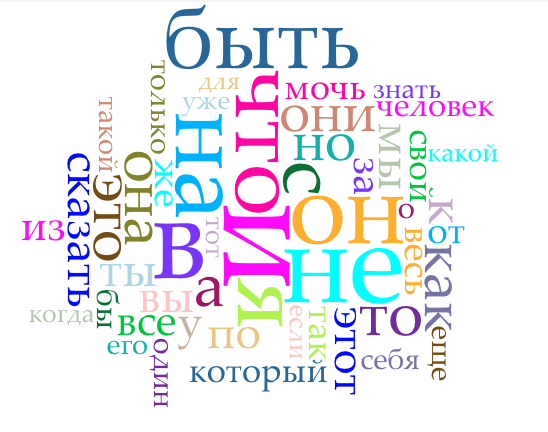 быть
для
уже
только
мочь
знать
человек
что
они
такой
на
но
мы
свой
какой
за
с
же
она
это
сказать
из
в
тот
И
он
о
к
как
весь
от
не
ты
вы
а
я
бы
когда
все
у
по
если
так
этот
то
еще
его
один
который
себя